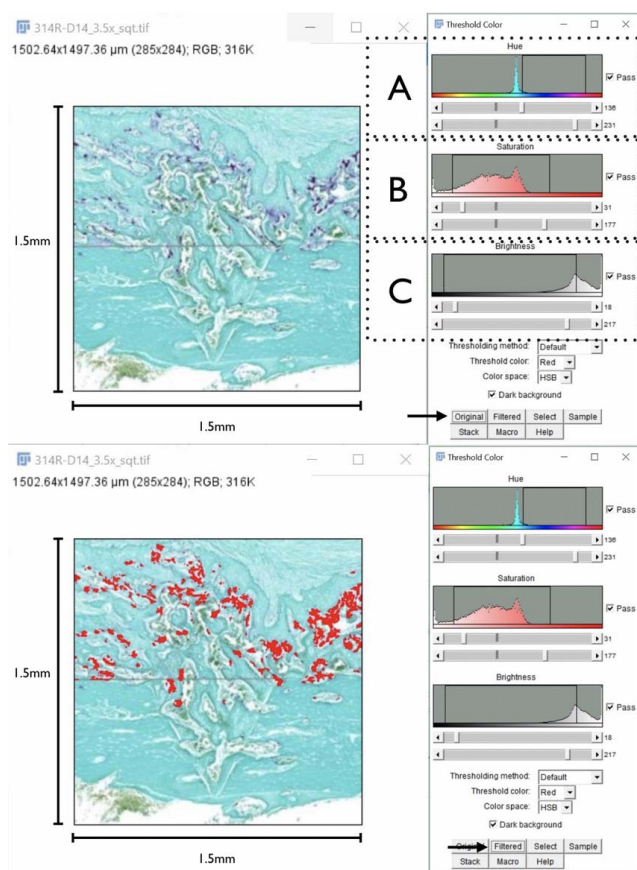 314R-D14_3.5x_sqt.tif
1502.64x1497.36 µm (285x284); RGB; 316K
1.5mm
1.5mm
Threshold Color
A
Hue
Pass
138
231
B
Saturation
Pass
31
177
C
Brightness
Pass
18
217
Thresholding method: Default
Threshold color: Red
Color space: HSB
Dark background
Original Filtered Select Sample
Stack Macro Help
314R-D14_3.5x_sqt.tif
1502.64x1497.36 µm (285x284); RGB; 316K
1.5mm
1.5mm
Threshold Color
Hue
Pass
138
231
Saturation
Pass
31
177
Brightness
Pass
18
217
Thresholding method: Default
Threshold color: Red
Color space: HSB
Dark background
Original Filtered Select Sample
Stack Macro Help